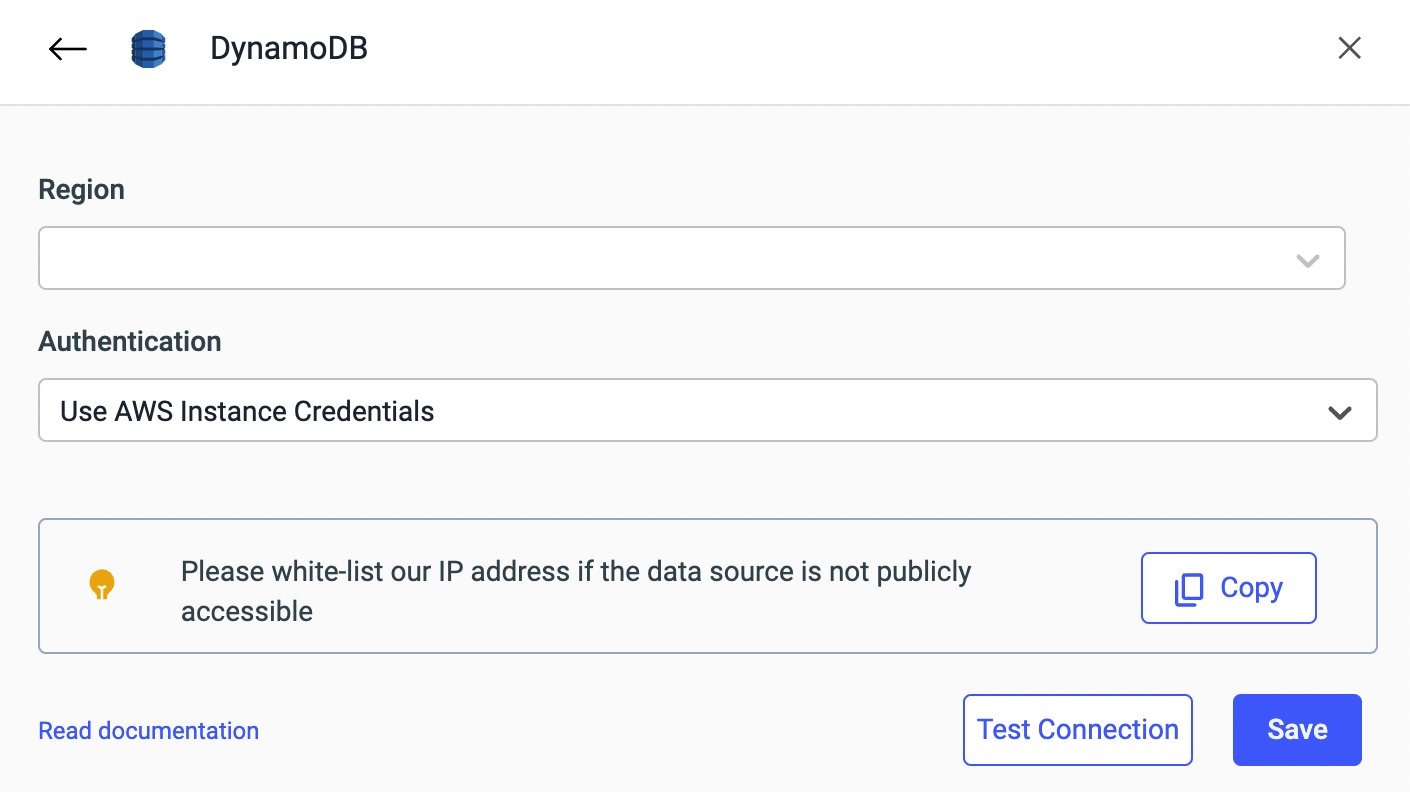 DynamoDB
Region
Authentication
Use AWS Instance Credentials
Please white-list our IP address if the data source is not publicly
accessible
Copy
Read documentation
Test Connection
Save